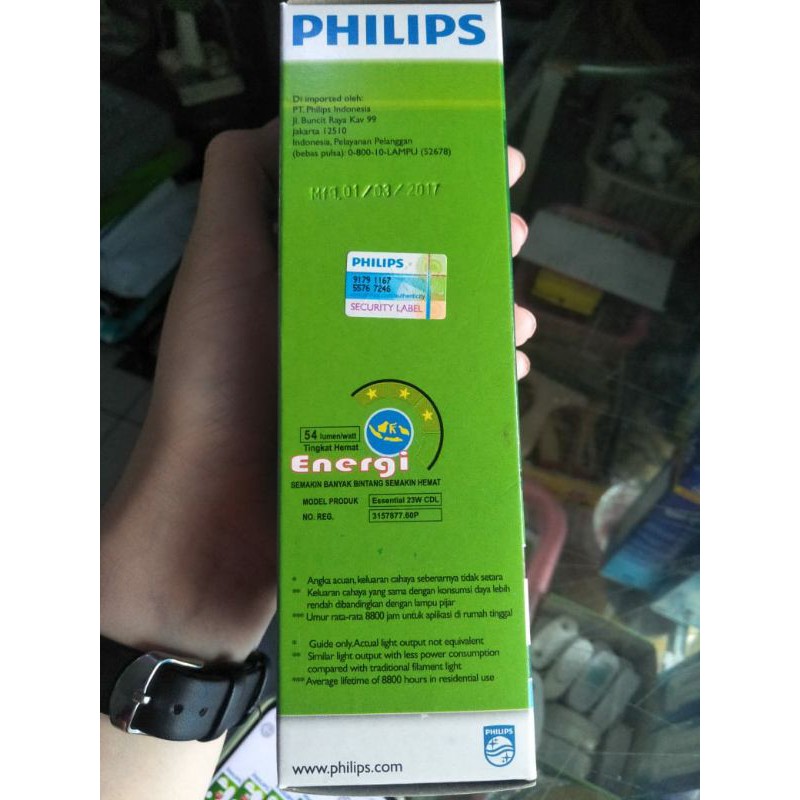 PHILIPS
Di imported oleh:
PT. Philips Indonesia
Jl. Buncit Raya Kav 99
Jakarta 12510
Indonesia, Pelayanan Pelanggan
(bebas pulsa): 0-800-10-LAMPU (52678)
01/03/2017
PHILIPS
9179 1167
5576 7246
authenticity
SECURITY LABEL
54 lumen/watt
Tingkat Hemat
Energi
SEMAKIN BANYAK BINTANG SEMAKIN HEMAT
MODEL PRODUK Essential 23W CDL
NO. REG. 3157877.60P
* Angka acuan, keluaran cahaya sebenarnya tidak setara
** Keluaran cahaya yang sama dengan konsumsi daya lebih
rendah dibandingkan dengan lampu pijar
*** Umur rata-rata 8800 jam untuk aplikasi di rumah tinggal
* Guide only. Actual light output not equivalent
** Similar light output with less power consumption
compared with traditional filament light
*** Average lifetime of 8800 hours in residential use
www.philips.com
PHILIPS